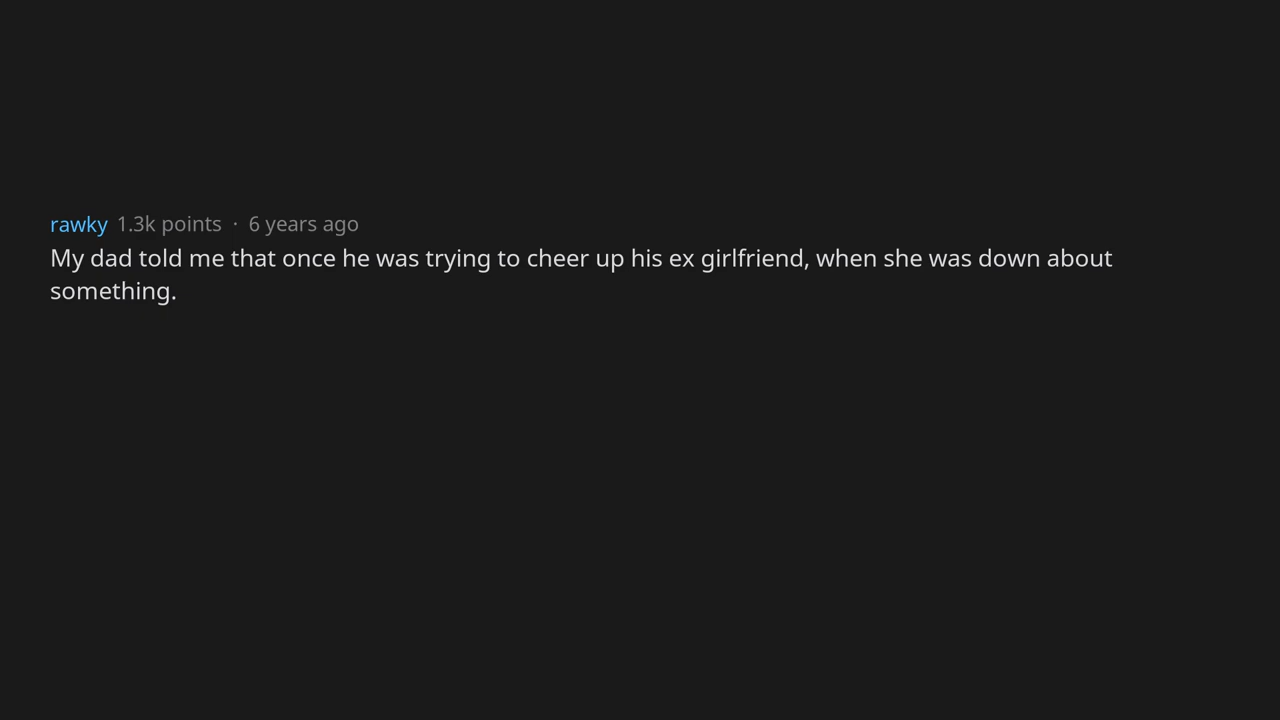 rawky 1.3k points · 6 years ago
My dad told me that once he was trying to cheer up his ex girlfriend, when she was down about
something.